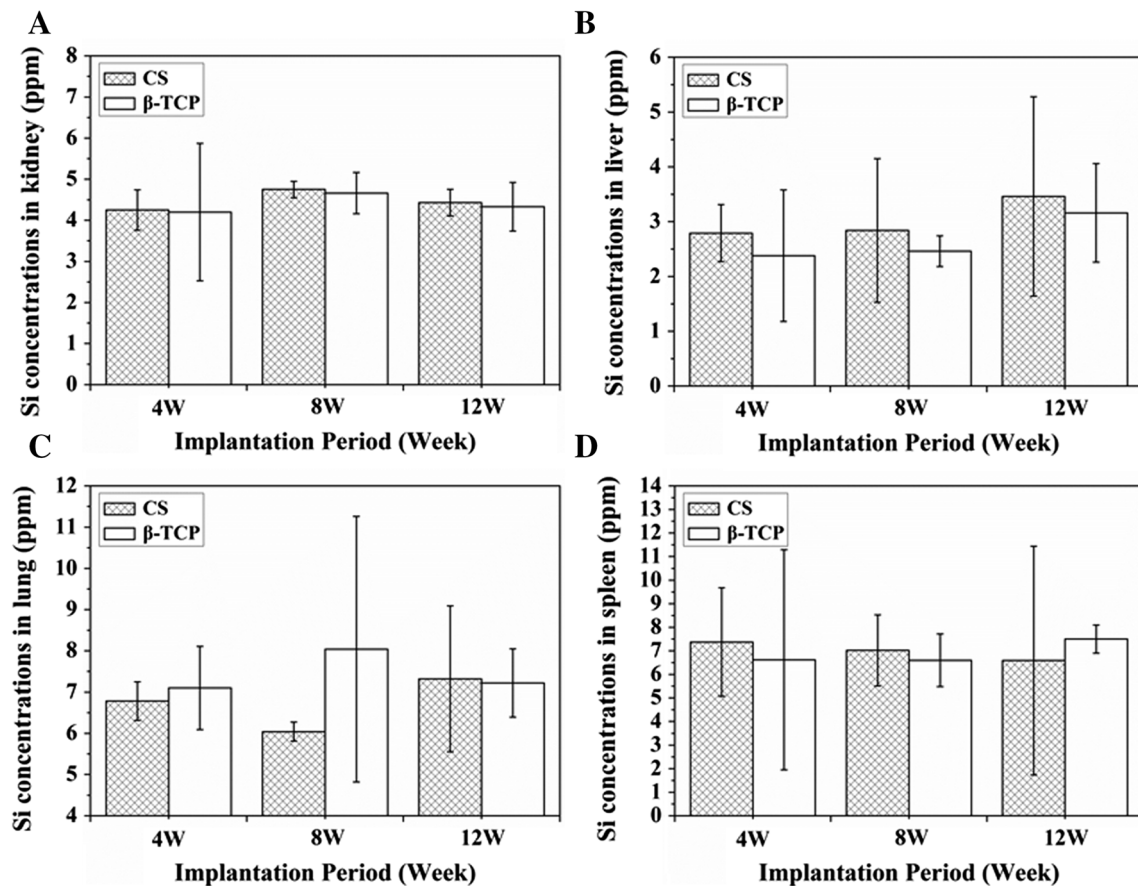 A
Si concentrations in kidney (ppm)
8
7
6
5
4
3
2
1
0
CS
β-TCP
4W 8W 12W
Implantation Period (Week)
B
Si concentrations in liver (ppm)
6
5
4
3
2
1
0
CS
β-TCP
4W 8W 12W
Implantation Period (Week)
C
Si concentrations in lung (ppm)
12
11
10
9
8
7
6
5
4
CS
β-TCP
4W 8W 12W
Implantation Period (Week)
D
Si concentrations in spleen (ppm)
14
13
12
11
10
9
8
7
6
5
4
3
2
1
0
CS
β-TCP
4W 8W 12W
Implantation Period (Week)